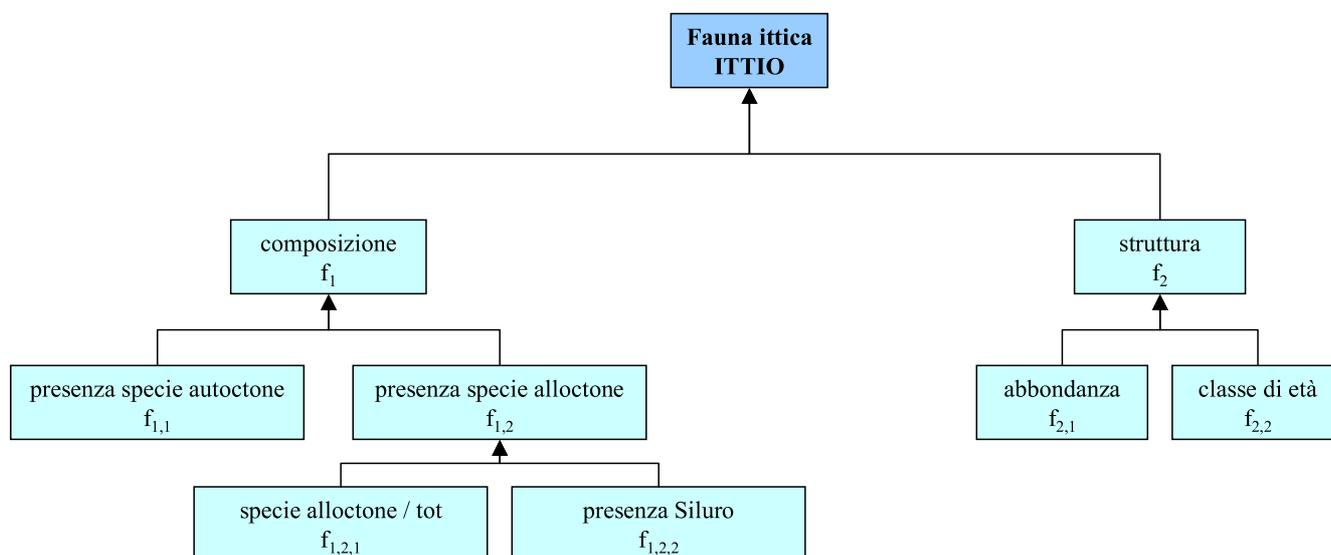 Fauna ittica
ITTIO
composizione
f1
struttura
f2
presenza specie autoctone
f1,1
presenza specie alloctone
f1,2
abbondanza
f2,1
classe di età
f2,2
specie alloctone / tot
f1,2,1
presenza Siluro
f1,2,2